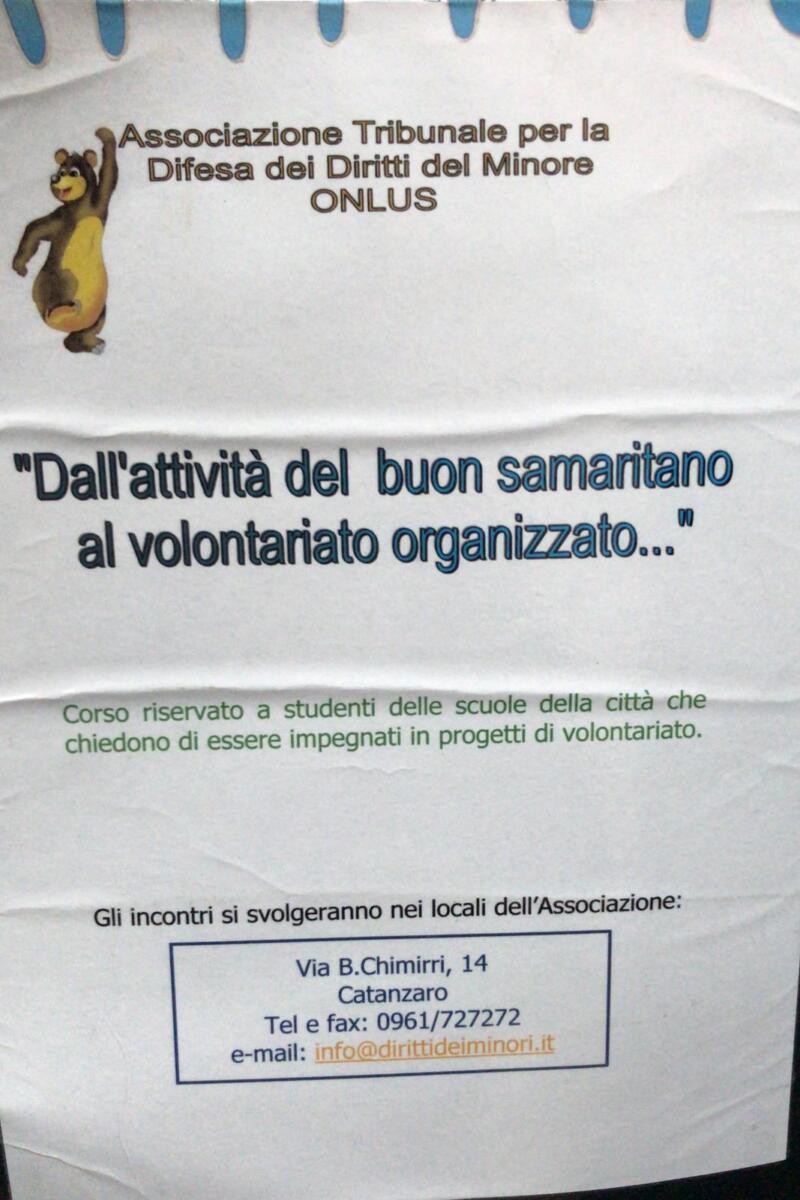 Associazione Tribunale per la
Difesa dei Diritti del Minore
ONLUS
"Dall'attività del buon samaritano
al volontariato organizzato..."
Corso riservato a studenti delle scuole della città che
chiedono di essere impegnati in progetti di volontariato.
Gli incontri si svolgeranno nei locali dell'Associazione:
Via B.Chimirri, 14
Catanzaro
Tel e fax: 0961/727272
e-mail: info@dirittideiminori.it